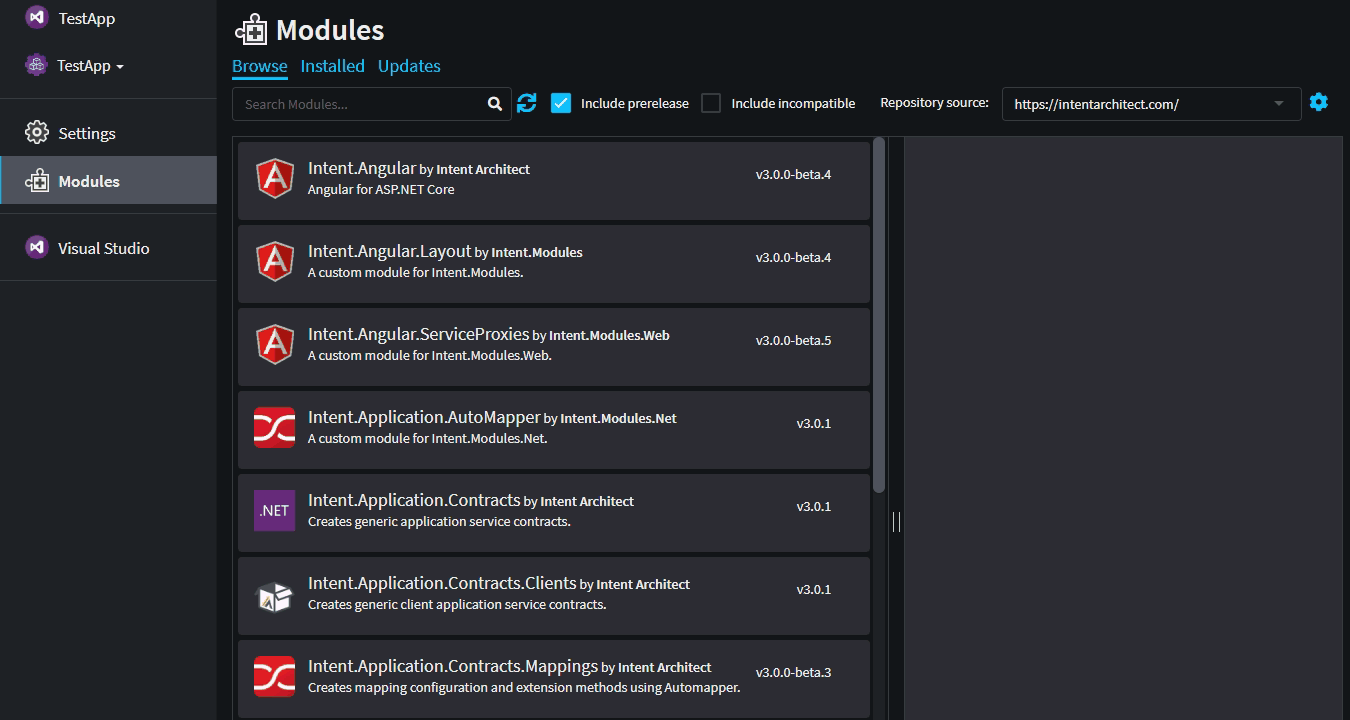 TestApp
TestApp
Settings
Modules
Visual Studio
Modules
Browse Installed Updates
Search Modules... Include prerelease Include incompatible Repository source: https://intentarchitect.com/
Intent.Angular by Intent Architect v3.0.0-beta.4
Angular for ASP.NET Core
Intent.Angular.Layout by Intent.Modules v3.0.0-beta.4
A custom module for Intent.Modules.
Intent.Angular.ServiceProxies by Intent.Modules.Web v3.0.0-beta.5
A custom module for Intent.Modules.Web.
Intent.Application.AutoMapper by Intent.Modules.Net v3.0.1
A custom module for Intent.Modules.Net.
.NET Intent.Application.Contracts by Intent Architect v3.0.1
Creates generic application service contracts.
Intent.Application.Contracts.Clients by Intent Architect v3.0.1
Creates generic client application service contracts.
Intent.Application.Contracts.Mappings by Intent Architect v3.0.0-beta.3
Creates mapping configuration and extension methods using Automapper.